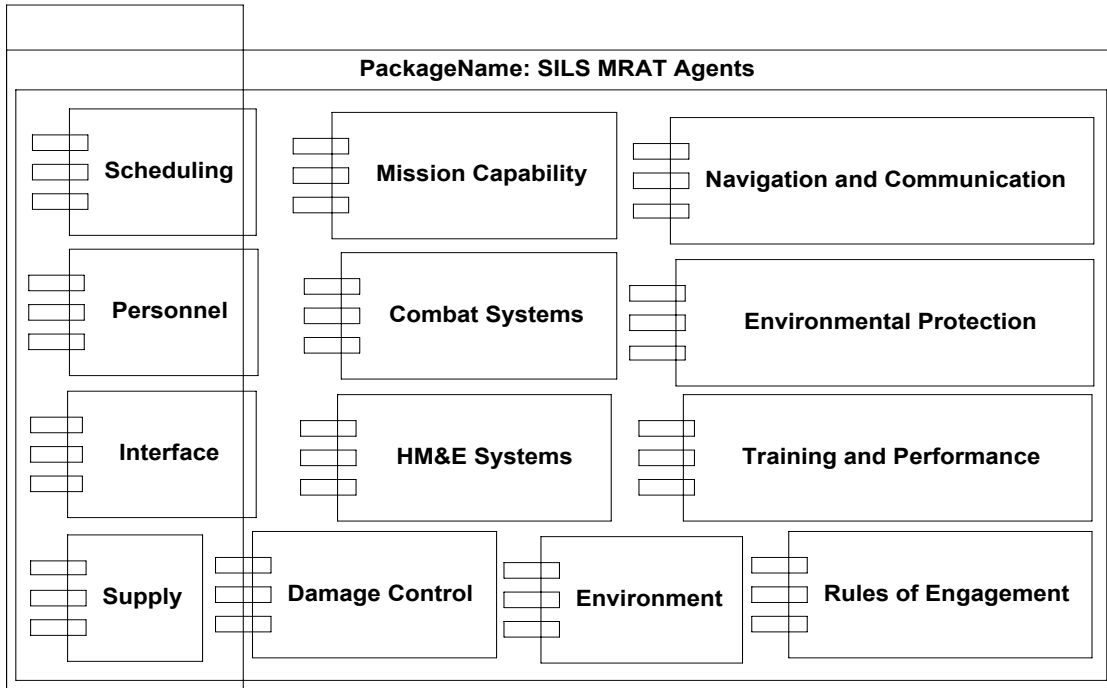 PackageName: SILS MRAT Agents
Scheduling
Mission Capability
Navigation and Communication
Personnel
Combat Systems
Environmental Protection
Interface
HM&E Systems
Training and Performance
Supply
Damage Control
Environment
Rules of Engagement